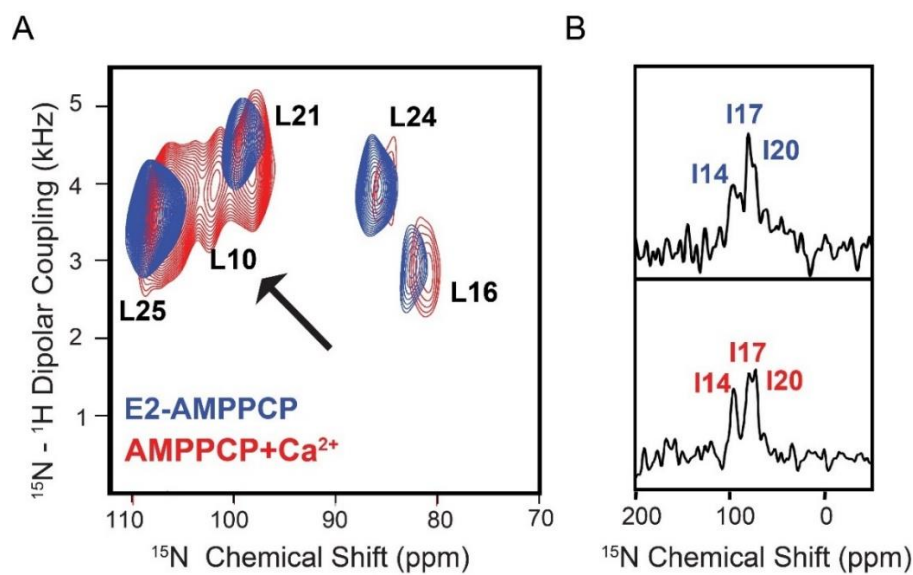 A
B
¹⁵N - ¹H Dipolar Coupling (kHz)
5
4
3
2
1
L21
L24
L10
L25
L16
E2-AMPPCP
AMPPCP+Ca²⁺
110
100
90
80
70
¹⁵N Chemical Shift (ppm)
I17
I14
I20
I17
I14
I20
200
100
0
¹⁵N Chemical Shift (ppm)